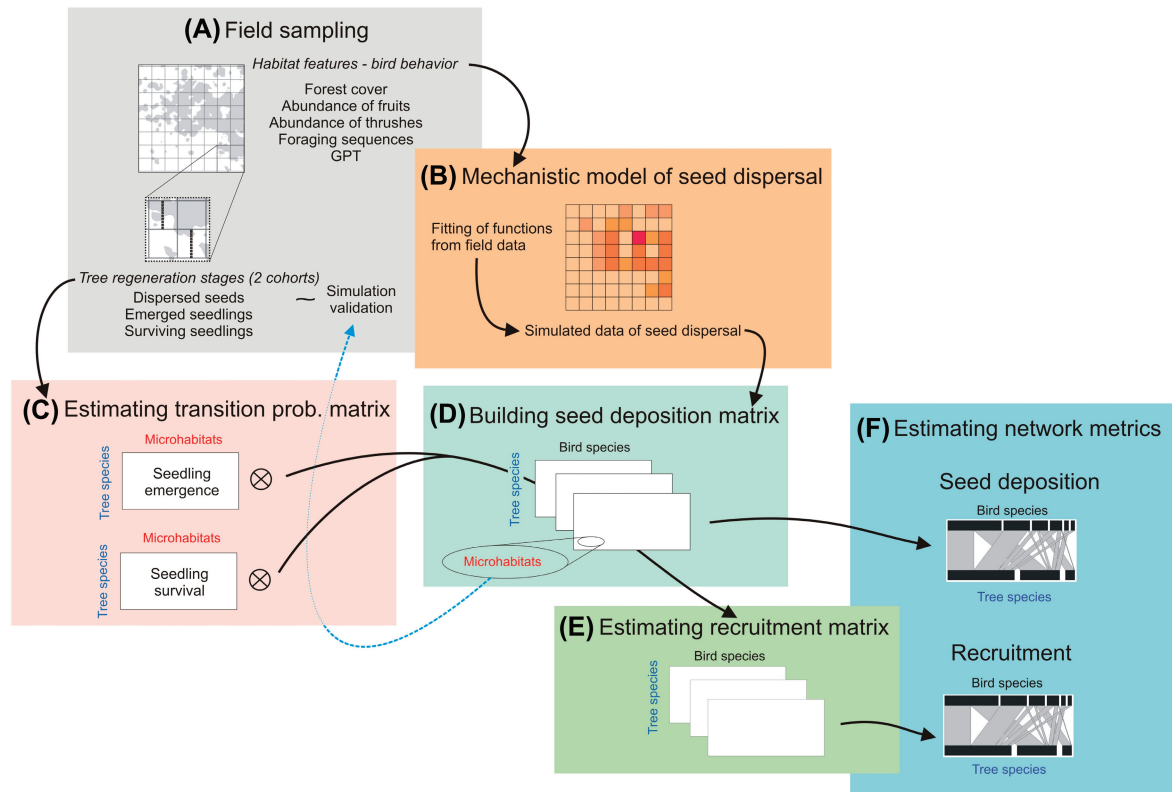 (A) Field sampling
Habitat features - bird behavior
Forest cover
Abundance of fruits
Abundance of thrushes
Foraging sequences
GPT
Tree regeneration stages (2 cohorts)
Dispersed seeds
Emerged seedlings
Surviving seedlings
~
Simulation
validation
(B) Mechanistic model of seed dispersal
Fitting of functions
from field data
Simulated data of seed dispersal
(C) Estimating transition prob. matrix
Microhabitats
Tree species
Seedling
emergence
Microhabitats
Tree species
Seedling
survival
(D) Building seed deposition matrix
Bird species
Tree species
Microhabitats
(E) Estimating recruitment matrix
Bird species
Tree species
(F) Estimating network metrics
Seed deposition
Bird species
Tree species
Recruitment
Bird species
Tree species